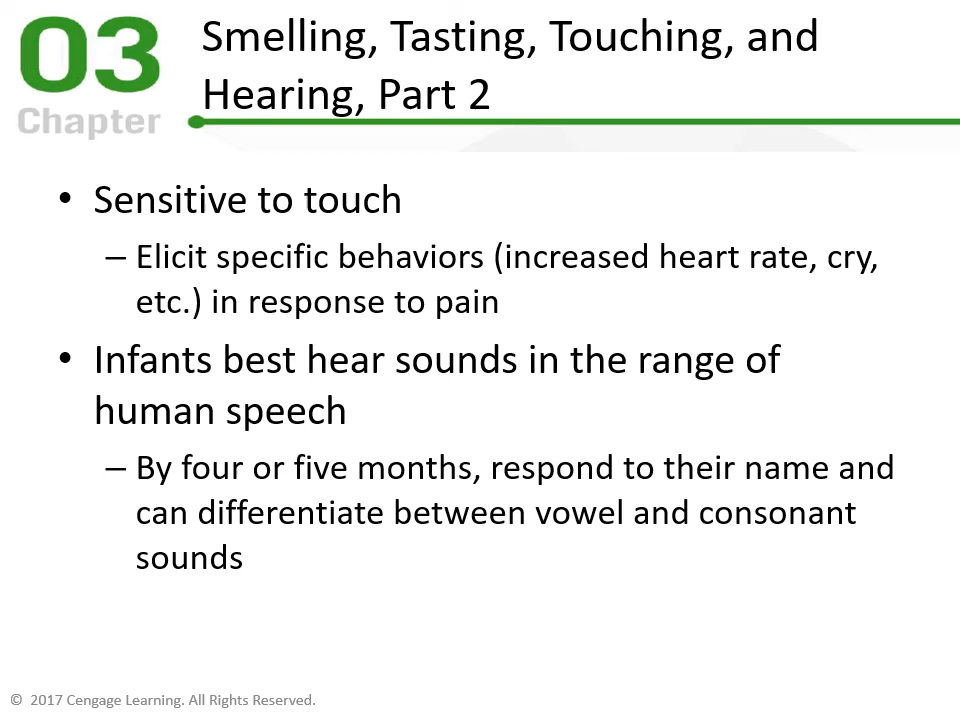 03
Chapter
Smelling, Tasting, Touching, and
Hearing, Part 2
• Sensitive to touch
– Elicit specific behaviors (increased heart rate, cry,
etc.) in response to pain
• Infants best hear sounds in the range of
human speech
– By four or five months, respond to their name and
can differentiate between vowel and consonant
sounds
© 2017 Cengage Learning. All Rights Reserved.